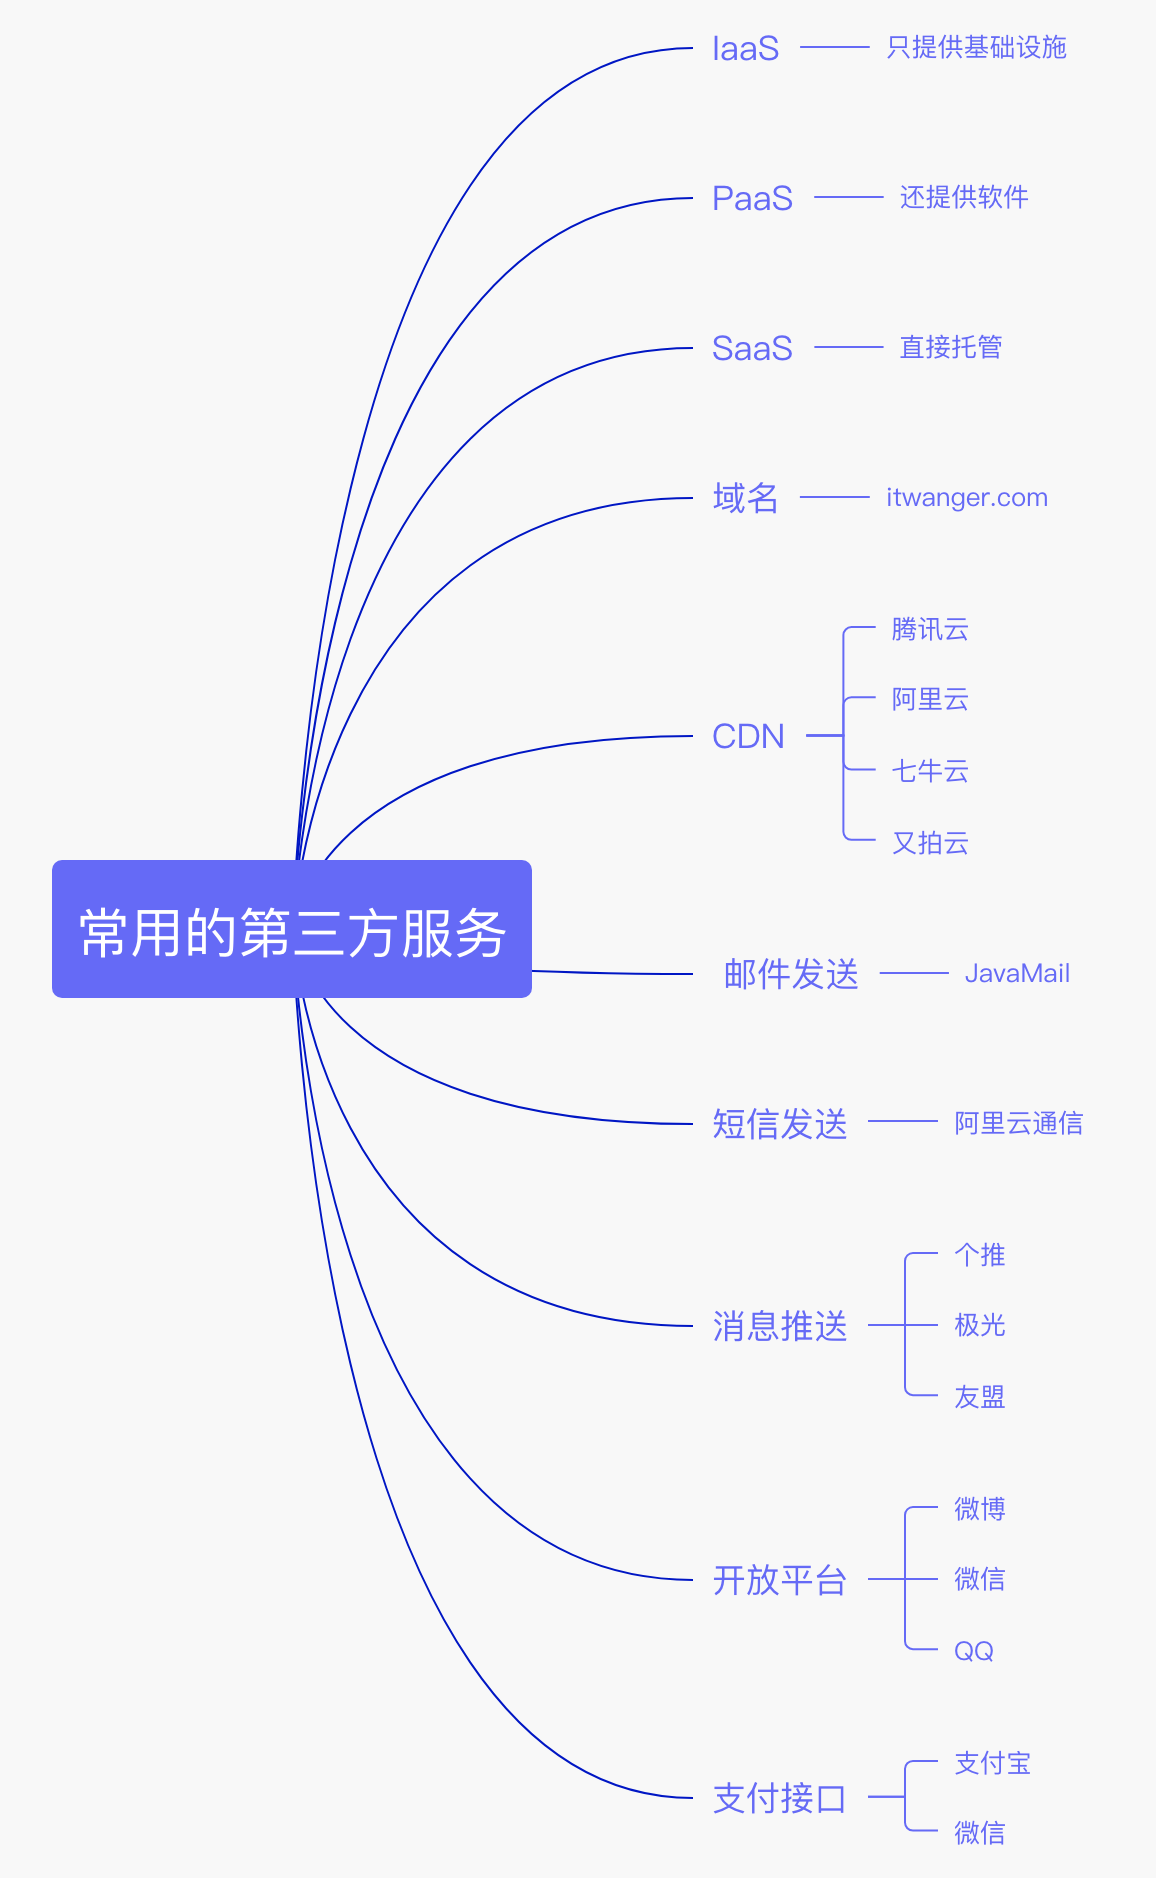 IaaS
只提供基础设施
PaaS
还提供软件
SaaS
直接托管
域名
itwanger.com
CDN
腾讯云
阿里云
七牛云
又拍云
常用的第三方服务
邮件发送
JavaMail
短信发送
阿里云通信
消息推送
个推
极光
友盟
开放平台
微博
微信
QQ
支付接口
支付宝
微信